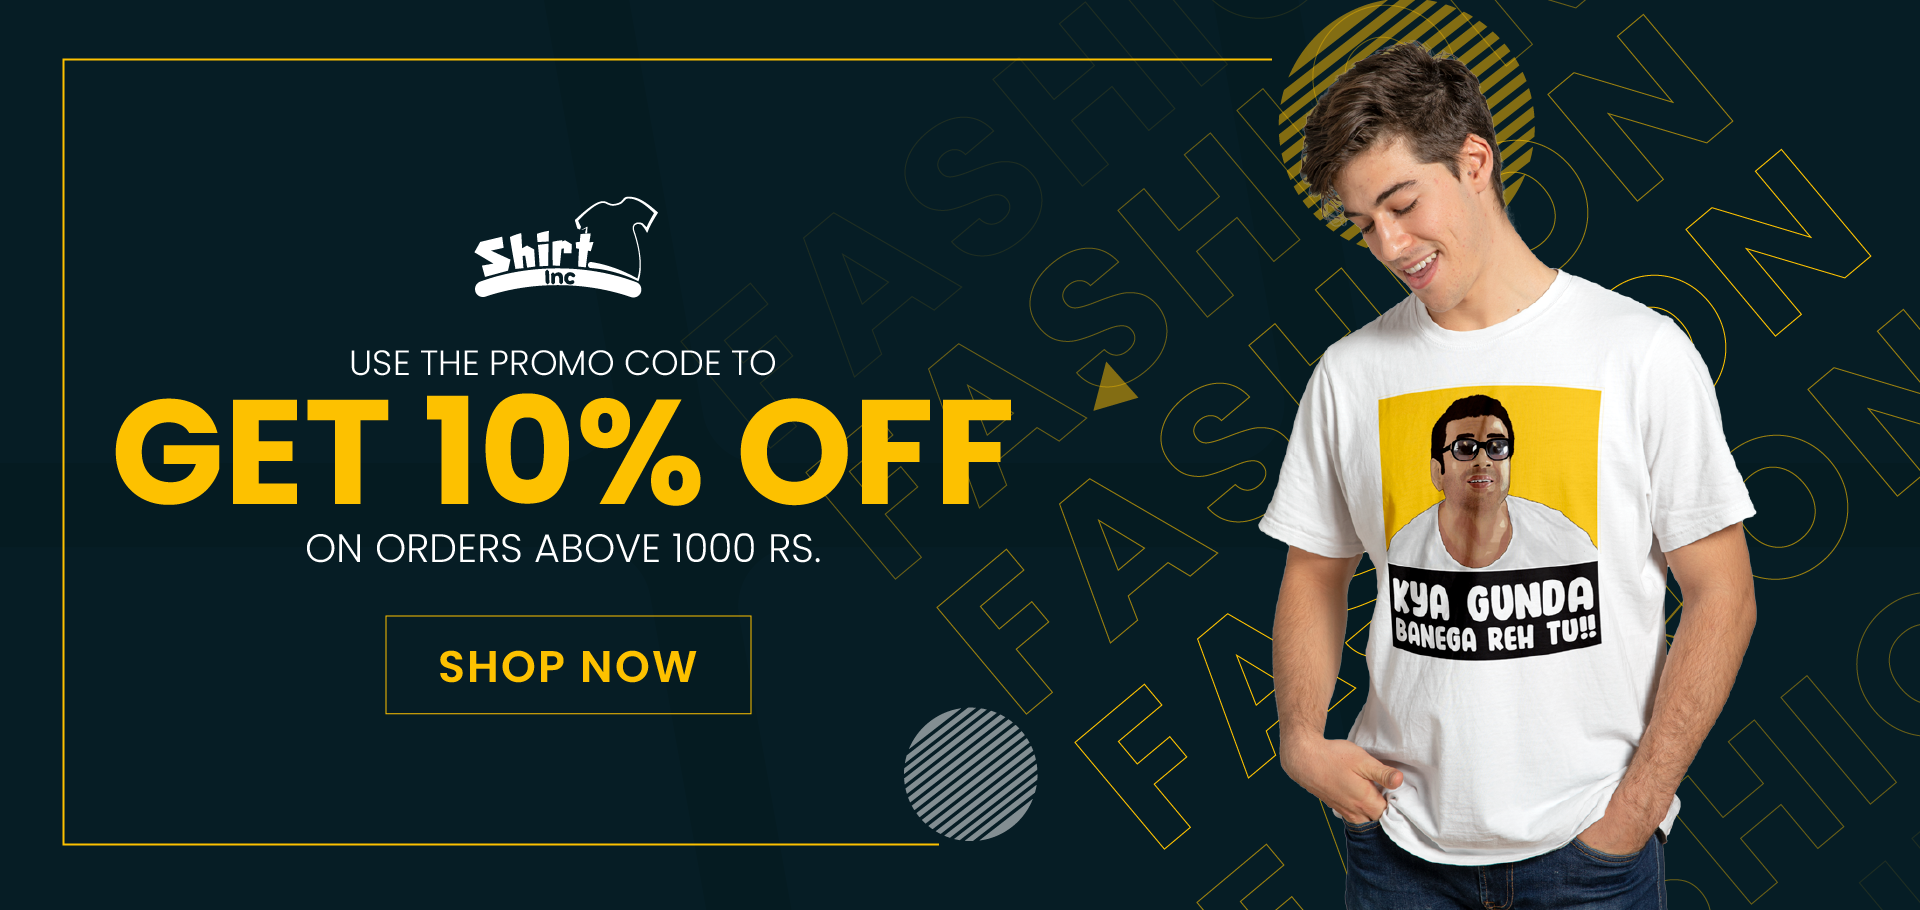 Shirt
Inc
USE THE PROMO CODE TO
GET 10% OFF
ON ORDERS ABOVE 1000 RS.
SHOP NOW
KYA GUNDA
BANEGA REH TU!!
FASHION
FASHION
FASHION
FASHION